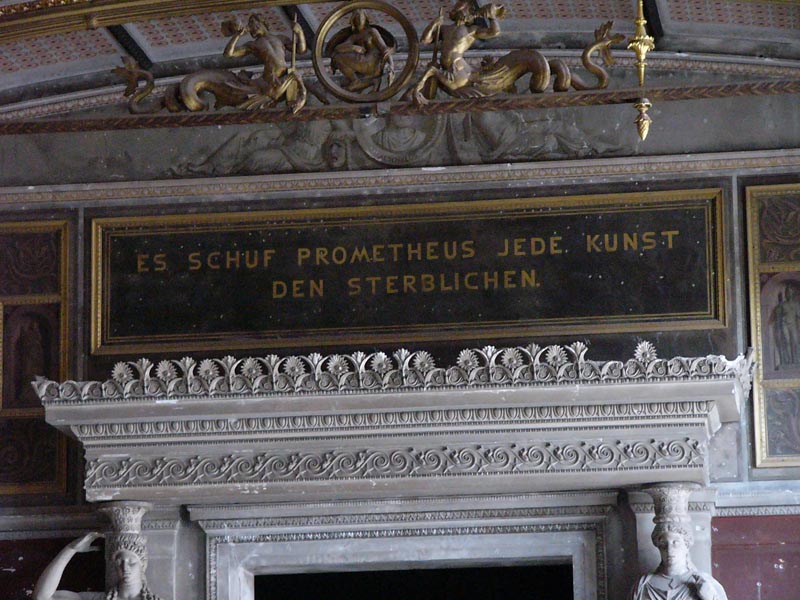 ES SCHUF PROMETHEUS JEDE KUNST
DEN STERBLICHEN.